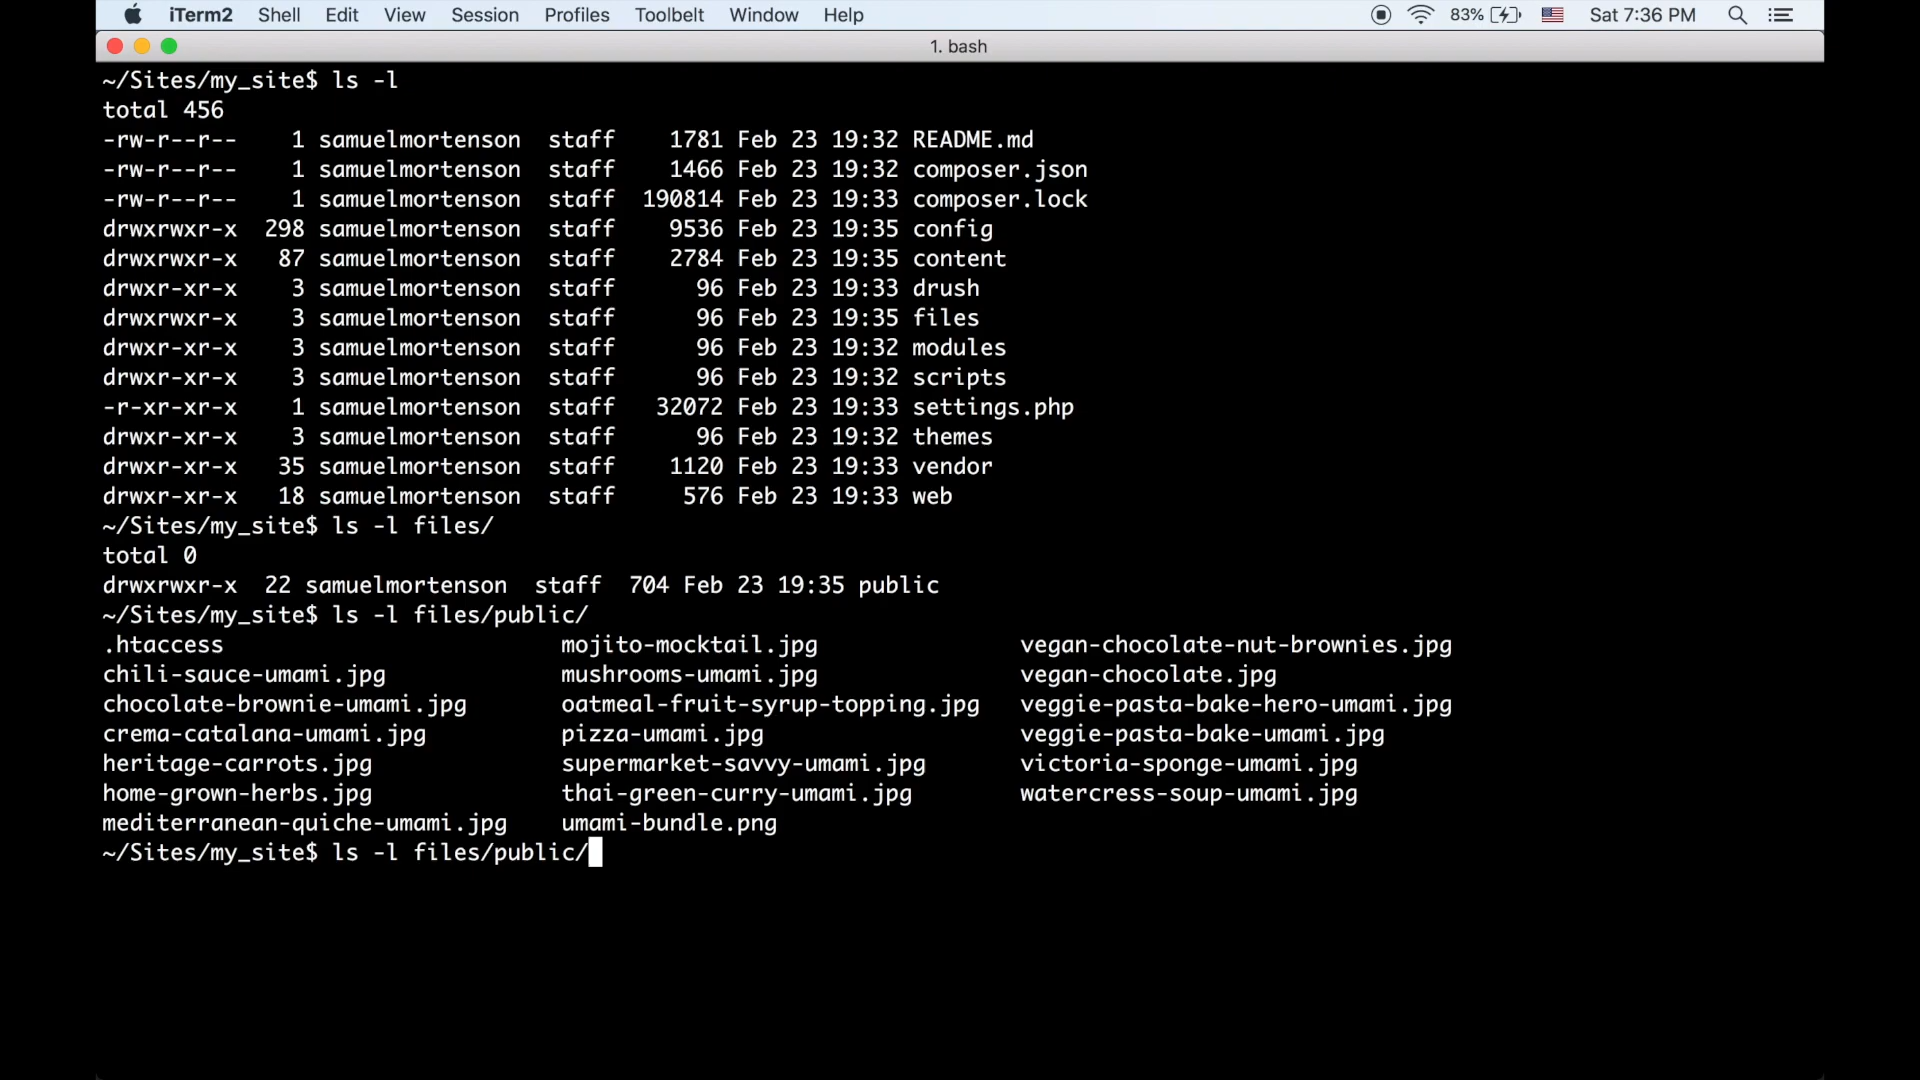 iTerm2 Shell Edit View Session Profiles Toolbelt Window Help 83% Sat 7:36 PM
1. bash
~/Sites/my_site$ ls -l
total 456
-rw-r--r-- 1 samuelmortenson staff 1781 Feb 23 19:32 README.md
-rw-r--r-- 1 samuelmortenson staff 1466 Feb 23 19:32 composer.json
-rw-r--r-- 1 samuelmortenson staff 190814 Feb 23 19:33 composer.lock
drwxrwxr-x 298 samuelmortenson staff 9536 Feb 23 19:35 config
drwxrwxr-x 87 samuelmortenson staff 2784 Feb 23 19:35 content
drwxr-xr-x 3 samuelmortenson staff 96 Feb 23 19:33 drush
drwxrwxr-x 3 samuelmortenson staff 96 Feb 23 19:35 files
drwxr-xr-x 3 samuelmortenson staff 96 Feb 23 19:32 modules
drwxr-xr-x 3 samuelmortenson staff 96 Feb 23 19:32 scripts
-r-xr-xr-x 1 samuelmortenson staff 32072 Feb 23 19:33 settings.php
drwxr-xr-x 3 samuelmortenson staff 96 Feb 23 19:32 themes
drwxr-xr-x 35 samuelmortenson staff 1120 Feb 23 19:33 vendor
drwxr-xr-x 18 samuelmortenson staff 576 Feb 23 19:33 web
~/Sites/my_site$ ls -l files/
total 0
drwxrwxr-x 22 samuelmortenson staff 704 Feb 23 19:35 public
~/Sites/my_site$ ls -l files/public/
.htaccess mojito-mocktail.jpg vegan-chocolate-nut-brownies.jpg
chili-sauce-umami.jpg mushrooms-umami.jpg vegan-chocolate.jpg
chocolate-brownie-umami.jpg oatmeal-fruit-syrup-topping.jpg veggie-pasta-bake-hero-umami.jpg
crema-catalana-umami.jpg pizza-umami.jpg veggie-pasta-bake-umami.jpg
heritage-carrots.jpg supermarket-savvy-umami.jpg victoria-sponge-umami.jpg
home-grown-herbs.jpg thai-green-curry-umami.jpg watercress-soup-umami.jpg
mediterranean-quiche-umami.jpg umami-bundle.png
~/Sites/my_site$ ls -l files/public/